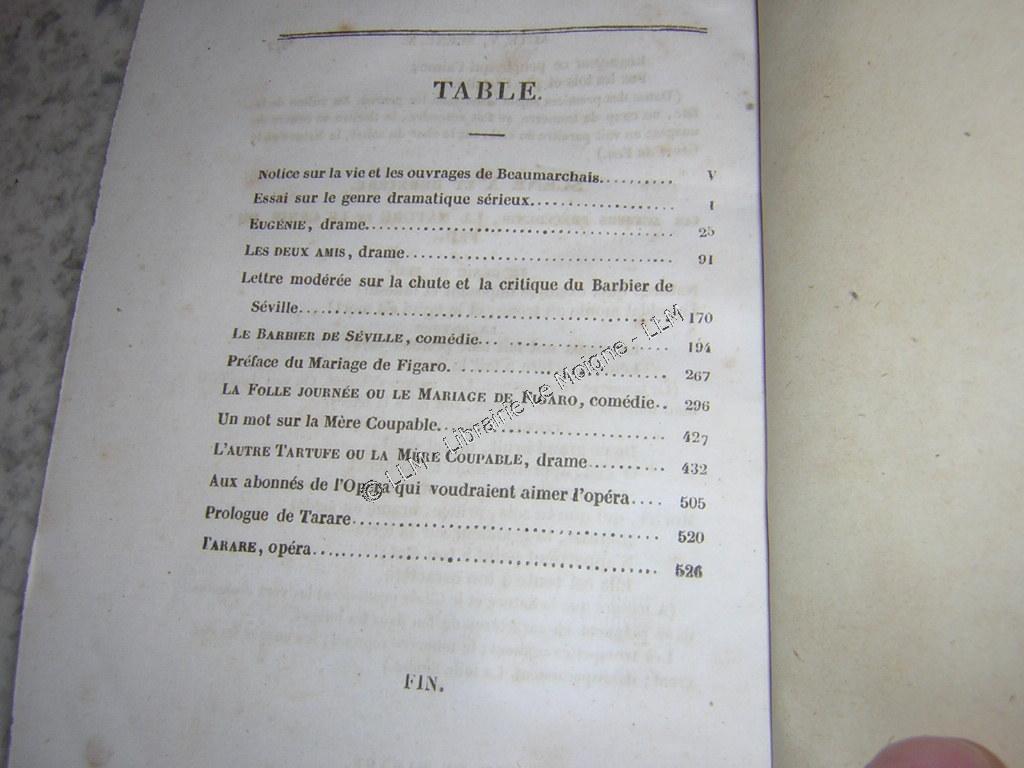 TABLE.
Notice sur la vie et les ouvrages de Beaumarchais.......... V
Essai sur le genre dramatique sérieux.................... 1
EUGÉNIE, drame.......................................... 25
LES DEUX AMIS, drame.................................... 91
Lettre modérée sur la chute et la critique du Barbier de
Séville................................................. 170
LE BARBIER DE SÉVILLE, comédie... ...................... 194
Préface du Mariage de Figaro............................ 267
LA FOLLE JOURNÉE OU LE MARIAGE DE FIGARO, comédie.. 296
Un mot sur la Mère Coupable............................. 427
L'AUTRE TARTUFE OU LA MÈRE COUPABLE, drame.......... 432
Aux abonnés de l'Opéra qui voudraient aimer l'opéra.... 505
Prologue de Tarare...................................... 520
TARARE, opéra........................................... 526
FIN.
© LLM - Librairie Le Moigne - LLM